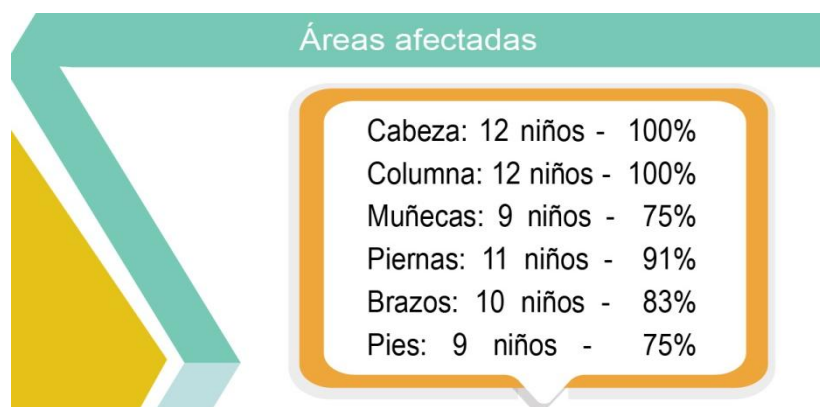 Áreas afectadas
Cabeza: 12 niños - 100%
Columna: 12 niños - 100%
Muñecas: 9 niños - 75%
Piernas: 11 niños - 91%
Brazos: 10 niños - 83%
Pies: 9 niños - 75%